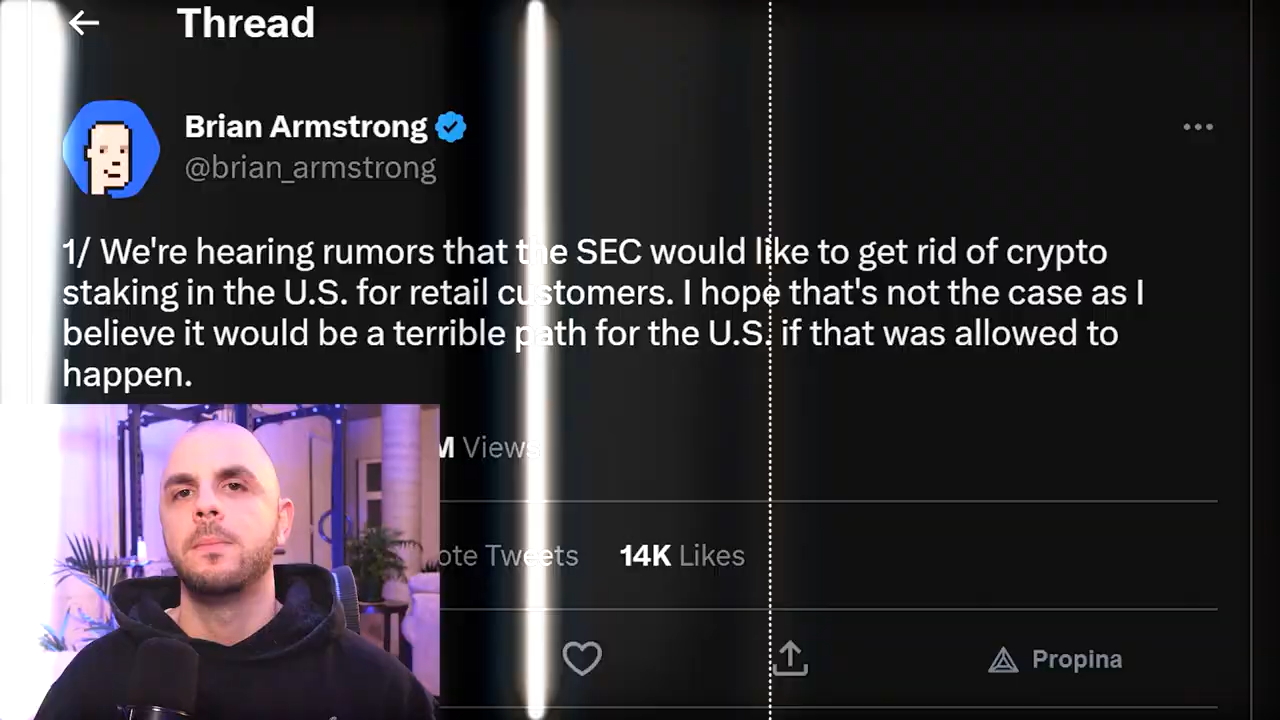 Thread
Brian Armstrong
@brian_armstrong
1/ We're hearing rumors that the SEC would like to get rid of crypto
staking in the U.S. for retail customers. I hope that's not the case as I
believe it would be a terrible path for the U.S. if that was allowed to
happen.
M Views
ote Tweets 14K Likes
Propina